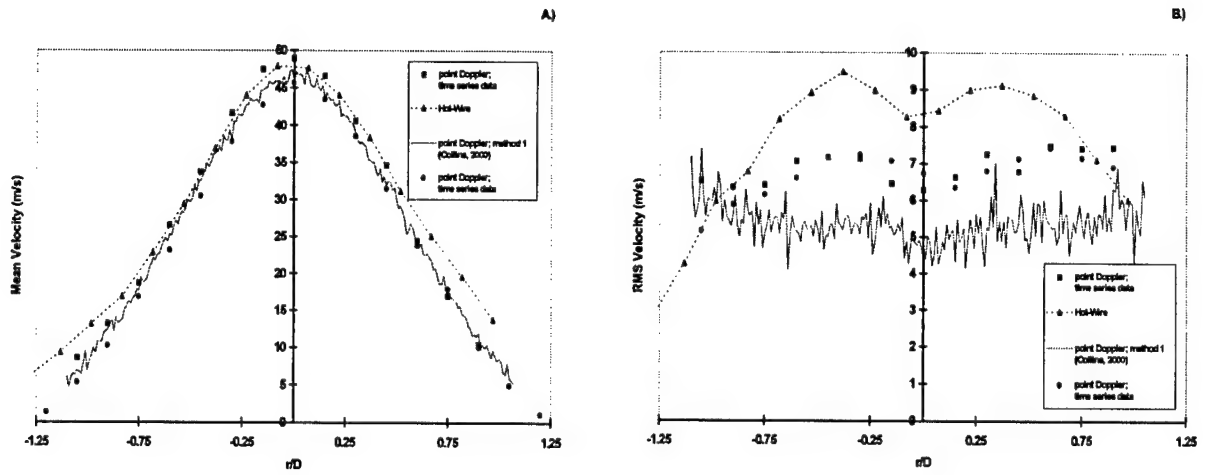 A.)
50
45
40
35
30
25
20
15
10
5
0
-1.25
-0.75
-0.25
0.25
0.75
1.25
Mean Velocity (m/s)
r/D
point Doppler;
time series data
Hot-Wire
point Doppler; method 1
(Collins, 2000)
point Doppler;
time series data
B.)
10
9
8
7
6
5
4
3
2
1
0
-1.25
-0.75
-0.25
0.25
0.75
1.25
RMS Velocity (m/s)
r/D
point Doppler;
time series data
Hot-Wire
point Doppler; method 1
(Collins, 2000)
point Doppler;
time series data